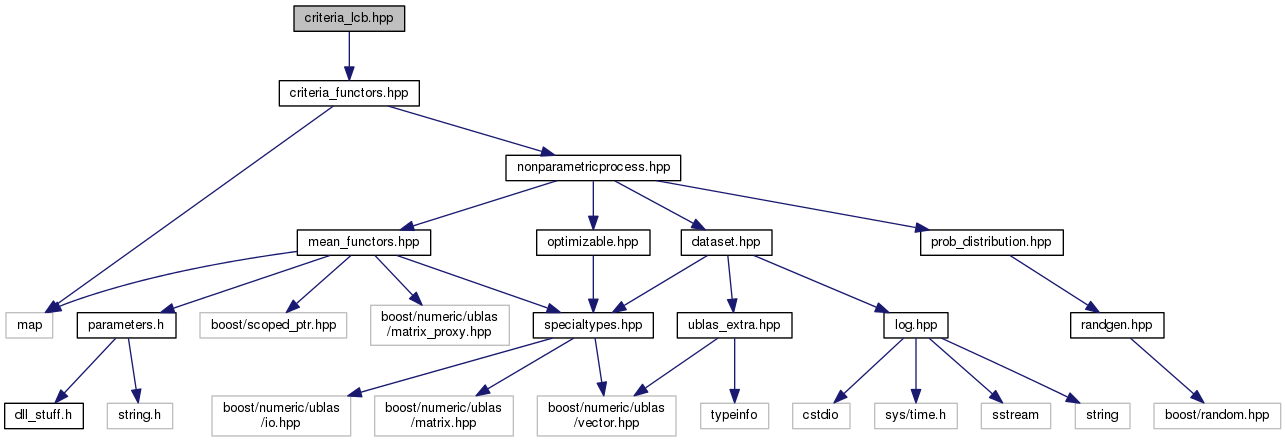 criteria_lcb.hpp
criteria_functors.hpp
nonparametricprocess.hpp
mean_functors.hpp
optimizable.hpp
dataset.hpp
prob_distribution.hpp
map
parameters.h
boost/scoped_ptr.hpp
boost/numeric/ublas
/matrix_proxy.hpp
specialtypes.hpp
ublas_extra.hpp
log.hpp
randgen.hpp
dll_stuff.h
string.h
boost/numeric/ublas
/io.hpp
boost/numeric/ublas
/matrix.hpp
boost/numeric/ublas
/vector.hpp
typeinfo
cstdio
sys/time.h
sstream
string
boost/random.hpp